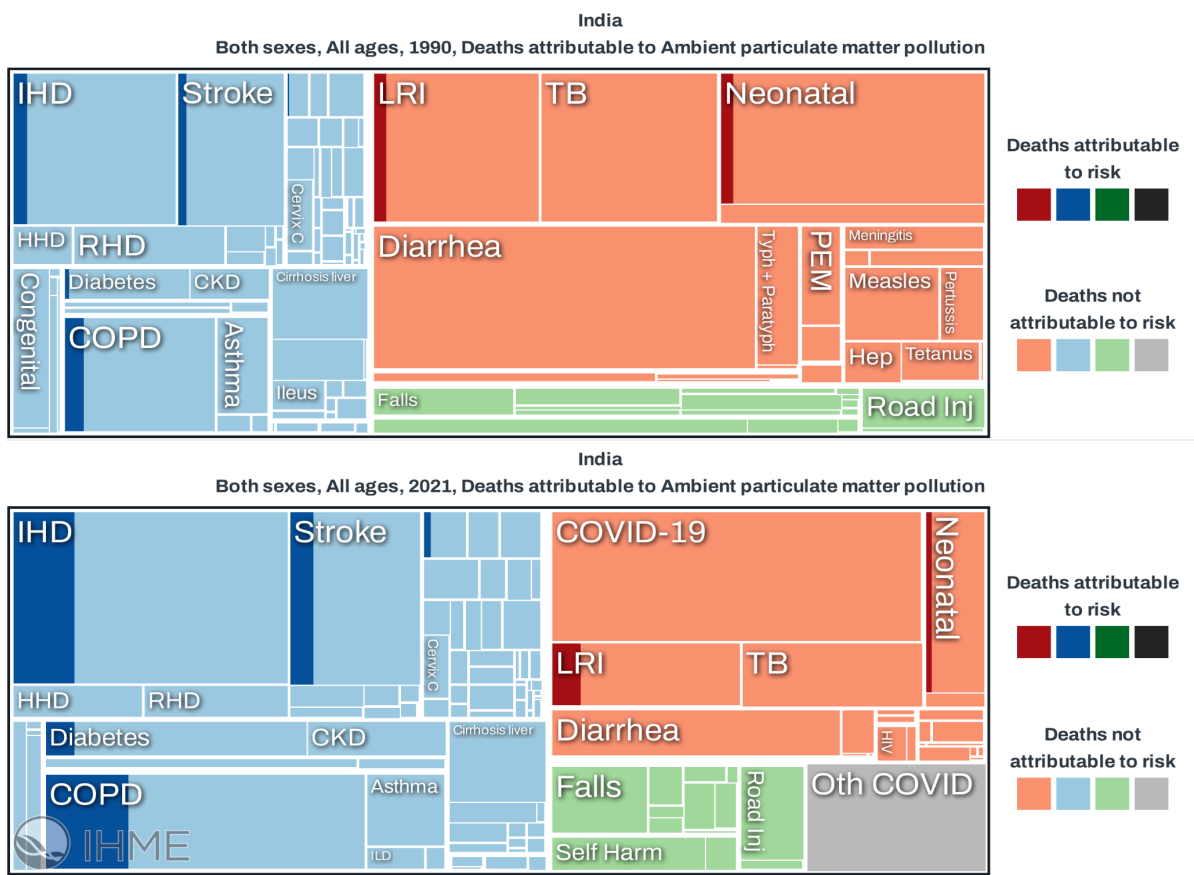 India
Both sexes, All ages, 1990, Deaths attributable to Ambient particulate matter pollution
IHD
Stroke
LRI
TB
Neonatal
Cervix C
HHD
RHD
Diarrhea
Typh + Paratyph
PEM
Meningitis
Congenital
Diabetes
CKD
Cirrhosis liver
Measles
Pertussis
COPD
Asthma
Hep
Tetanus
Ileus
Falls
Road Inj
Deaths attributable
to risk
Deaths not
attributable to risk
India
Both sexes, All ages, 2021, Deaths attributable to Ambient particulate matter pollution
IHD
Stroke
COVID-19
Neonatal
Cervix C
LRI
TB
HHD
RHD
Diabetes
CKD
Cirrhosis liver
Diarrhea
HIV
COPD
Asthma
Falls
Road Inj
Oth COVID
ILD
Self Harm
IHME
Deaths attributable
to risk
Deaths not
attributable to risk